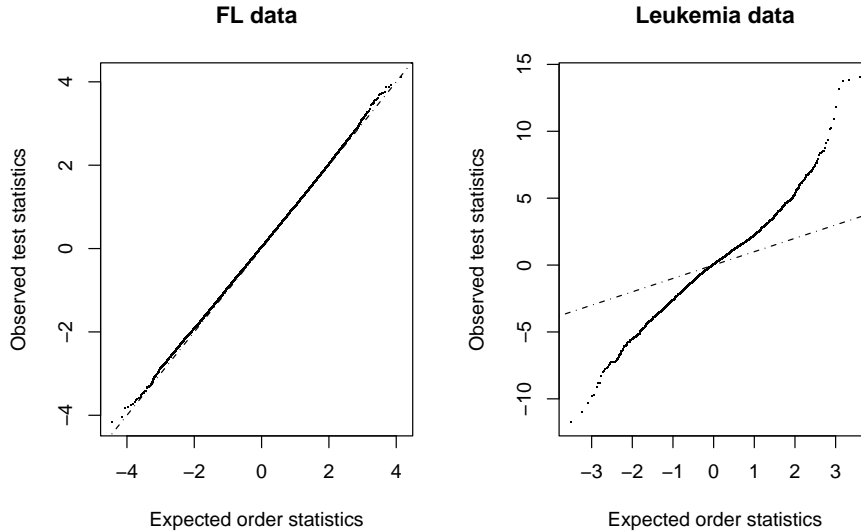 FL data
4
2
0
−2
−4
Observed test statistics
−4 −2 0 2 4
Expected order statistics
Leukemia data
15
10
5
0
−5
−10
Observed test statistics
−3 −2 −1 0 1 2 3
Expected order statistics